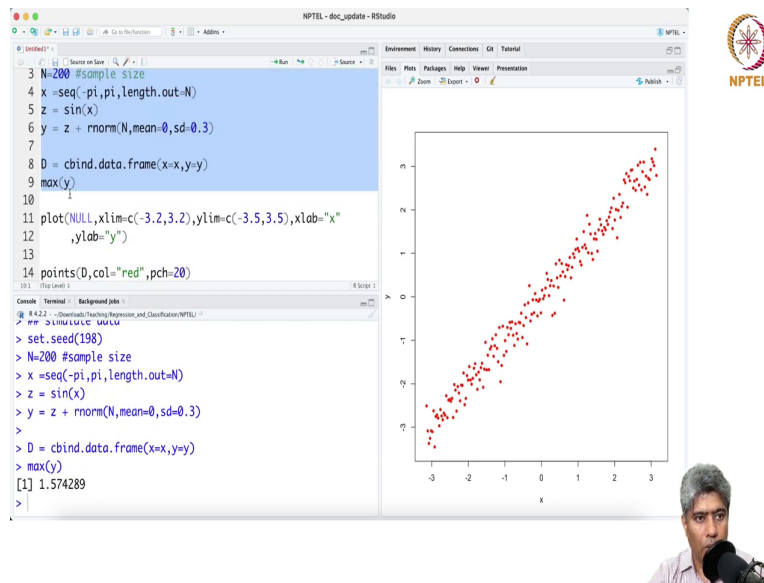 NPTEL - doc_update - RStudio
Go to file/function
Addins
NPTEL
Untitled1*
Source on Save
Run
Source
3 N=200 #sample size
4 x =seq(-pi,pi,length.out=N)
5 z = sin(x)
6 y = z + rnorm(N,mean=0,sd=0.3)
7
8 D = cbind.data.frame(x=x,y=y)
9 max(y)
10
11 plot(NULL,xlim=c(-3.2,3.2),ylim=c(-3.5,3.5),xlab="x"
12 ,ylab="y")
13
14 points(D,col="red",pch=20)
10:1 (Top Level) R Script
Console Terminal Background Jobs
R 4.2.2 · ~/Downloads/Teaching/Regression_and_Classification/NPTEL/
> ## simulate data
> set.seed(198)
> N=200 #sample size
> x =seq(-pi,pi,length.out=N)
> z = sin(x)
> y = z + rnorm(N,mean=0,sd=0.3)
>
> D = cbind.data.frame(x=x,y=y)
> max(y)
[1] 1.574289
>
Environment History Connections Git Tutorial
Files Plots Packages Help Viewer Presentation
Zoom Export Publish
3
2
1
0
-1
-2
-3
y
-3 -2 -1 0 1 2 3
x
NPTEL